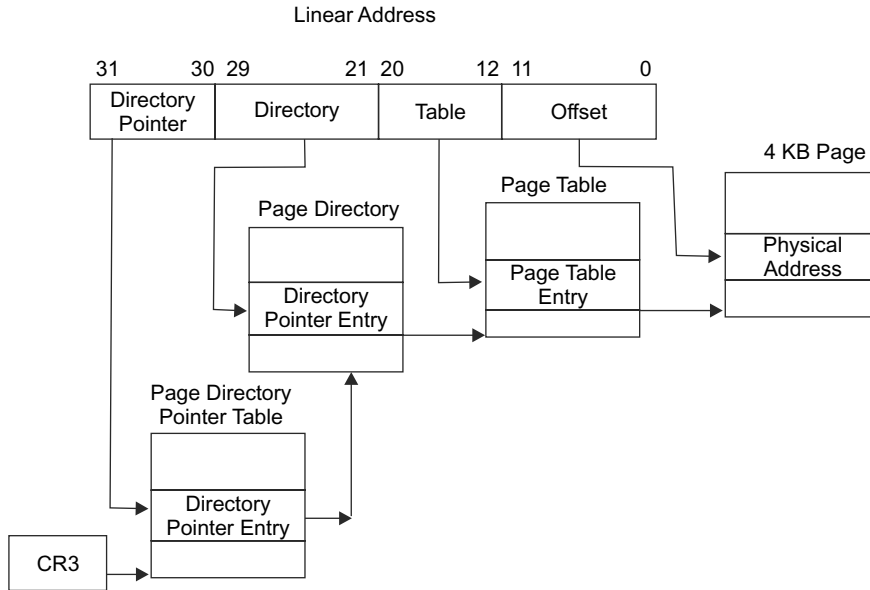 Linear Address
31 30 29 21 20 12 11 0
Directory
Pointer
Directory
Table
Offset
4 KB Page
Page Table
Page Directory
Physical
Address
Page Table
Entry
Directory
Pointer Entry
Page Directory
Pointer Table
Directory
Pointer Entry
CR3